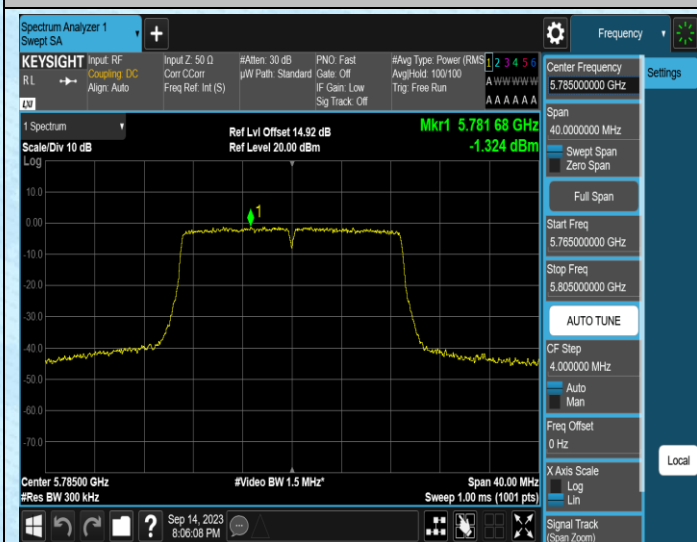 Spectrum Analyzer 1
Swept SA
Frequency
KEYSIGHT
R L
LXI
Input: RF
Coupling: DC
Align: Auto
Input Z: 50 Ω
Corr CCorr
Freq Ref: Int (S)
#Atten: 30 dB
µW Path: Standard
PNO: Fast
Gate: Off
IF Gain: Low
Sig Track: Off
#Avg Type: Power (RMS
Avg|Hold: 100/100
Trig: Free Run
1 2 3 4 5 6
A W W W W W
A A A A A A
1 Spectrum
Scale/Div 10 dB
Log
Ref Lvl Offset 14.92 dB
Ref Level 20.00 dBm
Mkr1 5.781 68 GHz
-1.324 dBm
10.0
0.00
-10.0
-20.0
-30.0
-40.0
-50.0
-60.0
-70.0
1
Center 5.78500 GHz
#Res BW 300 kHz
#Video BW 1.5 MHz*
Span 40.00 MHz
Sweep 1.00 ms (1001 pts)
?
Sep 14, 2023
8:06:08 PM
Center Frequency
5.785000000 GHz
Span
40.0000000 MHz
Swept Span
Zero Span
Full Span
Start Freq
5.765000000 GHz
Stop Freq
5.805000000 GHz
AUTO TUNE
CF Step
4.000000 MHz
Auto
Man
Freq Offset
0 Hz
X Axis Scale
Log
Lin
Signal Track
(Span Zoom)
Settings
Local